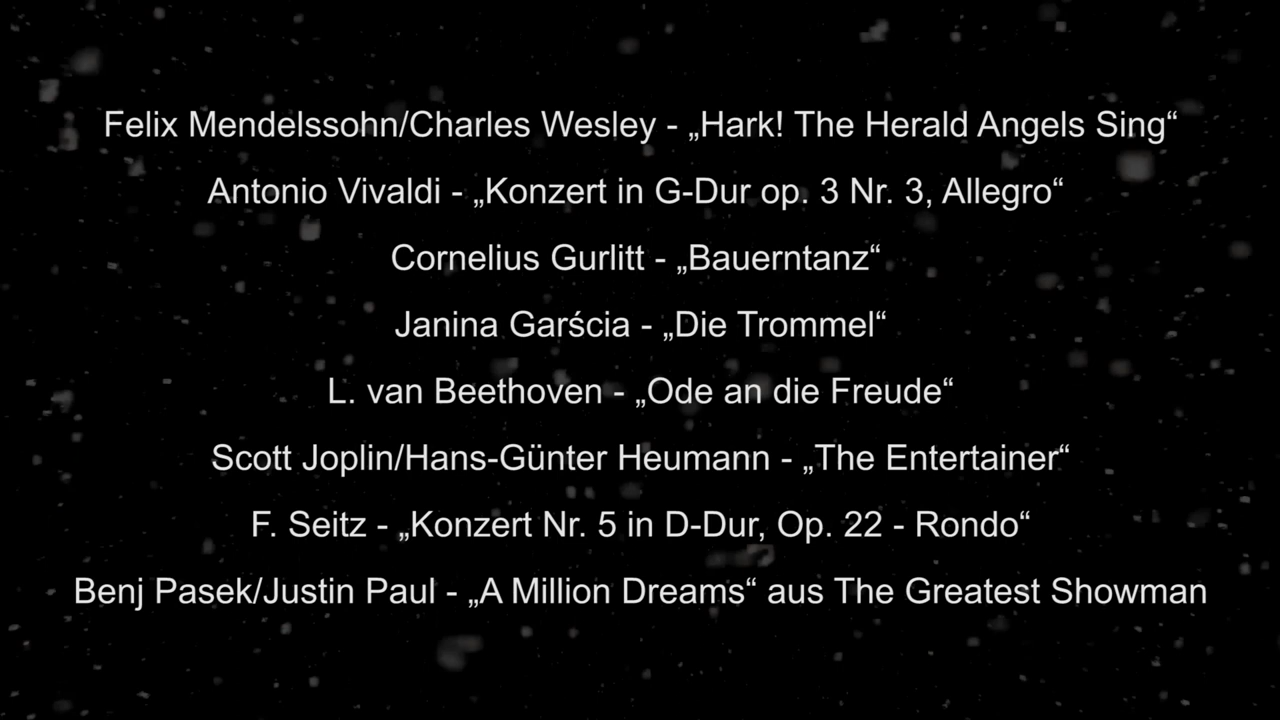 Felix Mendelssohn/Charles Wesley - „Hark! The Herald Angels Sing“
Antonio Vivaldi - „Konzert in G-Dur op. 3 Nr. 3, Allegro“
Cornelius Gurlitt - „Bauerntanz“
Janina Garścia - „Die Trommel“
L. van Beethoven - „Ode an die Freude“
Scott Joplin/Hans-Günter Heumann - „The Entertainer“
F. Seitz - „Konzert Nr. 5 in D-Dur, Op. 22 - Rondo“
Benj Pasek/Justin Paul - „A Million Dreams“ aus The Greatest Showman